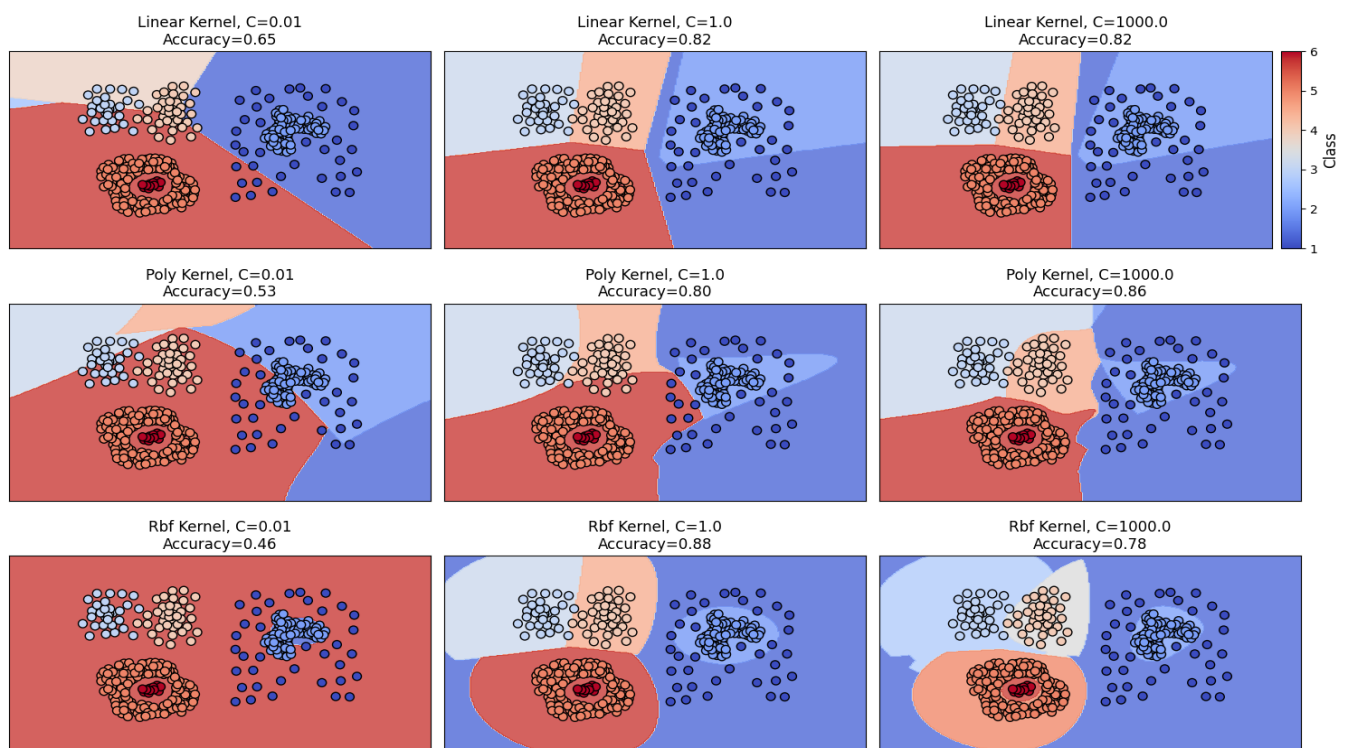 Linear Kernel, C=0.01
Accuracy=0.65
Linear Kernel, C=1.0
Accuracy=0.82
Linear Kernel, C=1000.0
Accuracy=0.82
6
5
4
3
2
1
Class
Poly Kernel, C=0.01
Accuracy=0.53
Poly Kernel, C=1.0
Accuracy=0.80
Poly Kernel, C=1000.0
Accuracy=0.86
Rbf Kernel, C=0.01
Accuracy=0.46
Rbf Kernel, C=1.0
Accuracy=0.88
Rbf Kernel, C=1000.0
Accuracy=0.78